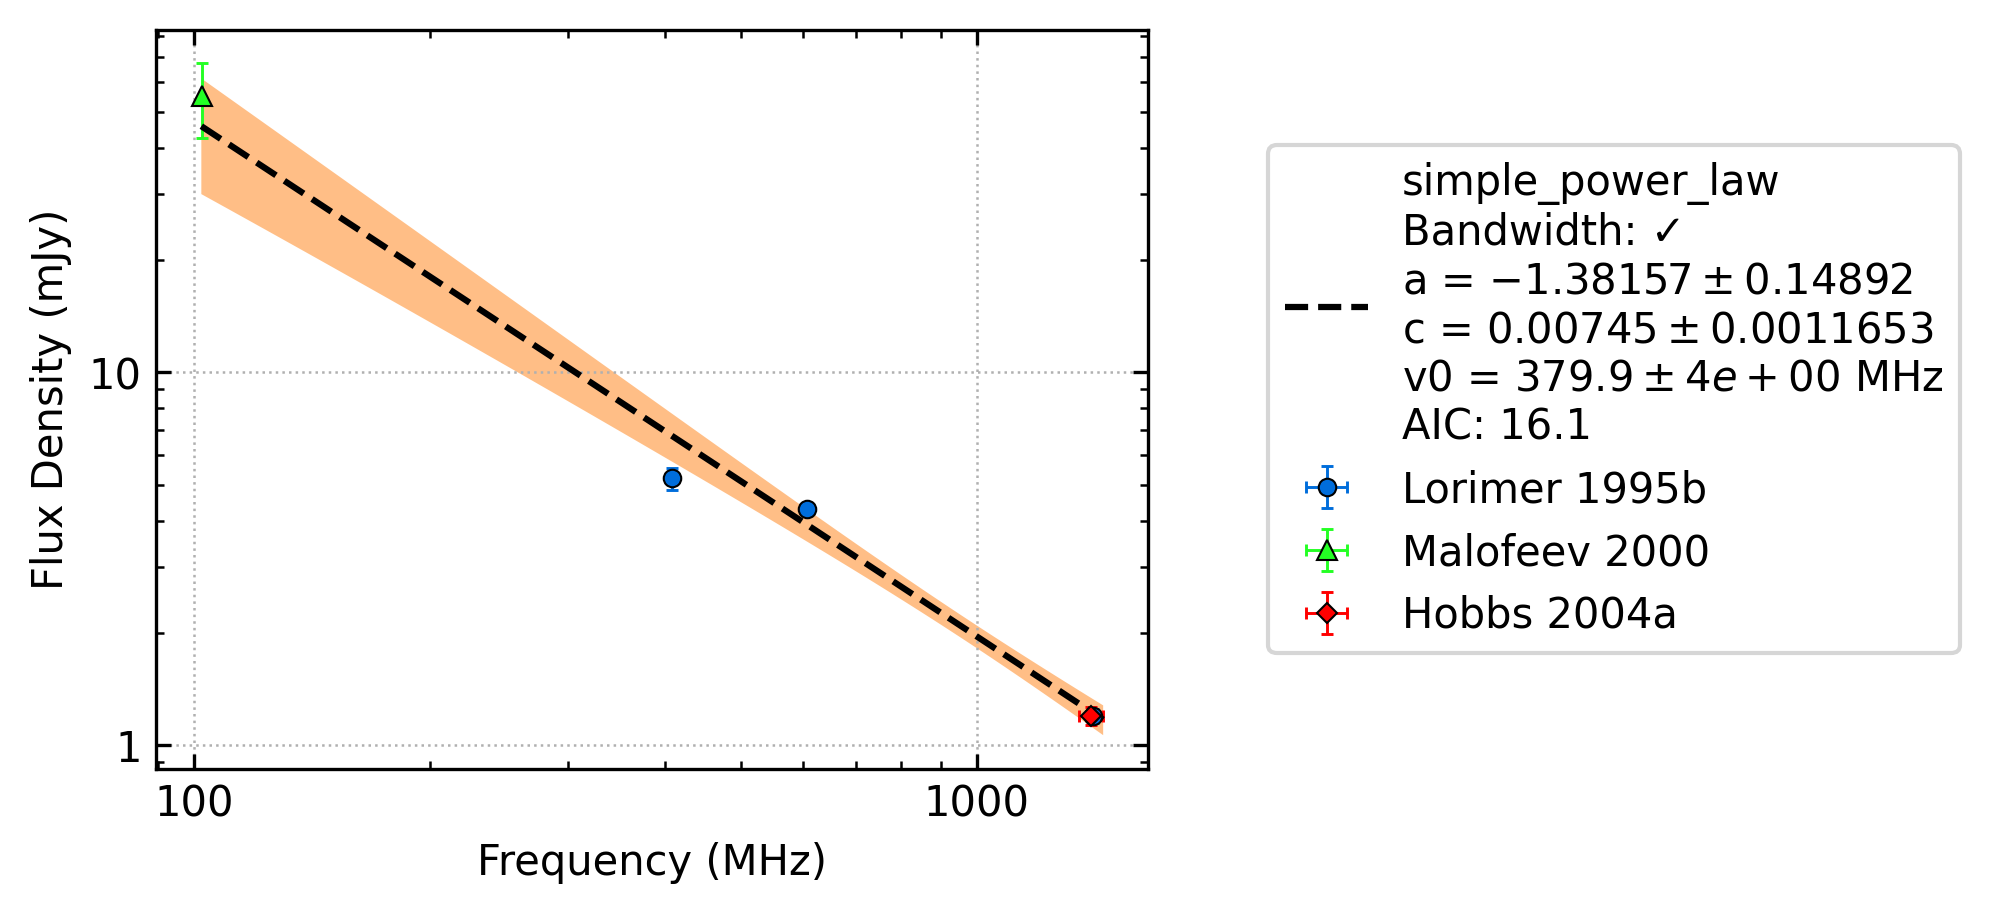 10
1
100
1000
Flux Density (mJy)
Frequency (MHz)
simple_power_law
Bandwidth: ✓
a = −1.38157 ± 0.14892
c = 0.00745 ± 0.0011653
v0 = 379.9 ± 4e + 00 MHz
AIC: 16.1
Lorimer 1995b
Malofeev 2000
Hobbs 2004a